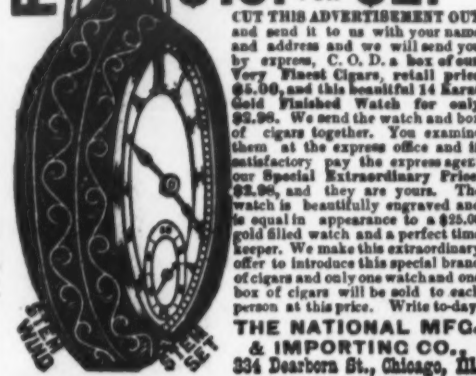 CUT THIS ADVERTISEMENT OUT
and send it to us with your name
and address and we will send you
by express, C. O. D. a box of our
Very Finest Cigars, retail price
$5.00, and this beautiful 14 Karat
Gold Finished Watch for only
$2.98. We send the watch and box
of cigars together. You examine
them at the express office and if
satisfactory pay the express agent
our Special Extraordinary Price,
$2.98, and they are yours. The
watch is beautifully engraved and
is equal in appearance to a $25.00
gold filled watch and a perfect time
keeper. We make this extraordinary
offer to introduce this special brand
of cigars and only one watch and one
box of cigars will be sold to each
person at this price. Write to-day.
THE NATIONAL MFG.
& IMPORTING CO.,
334 Dearborn St., Chicago, Ill.
STEM
WIND
STEM
SET